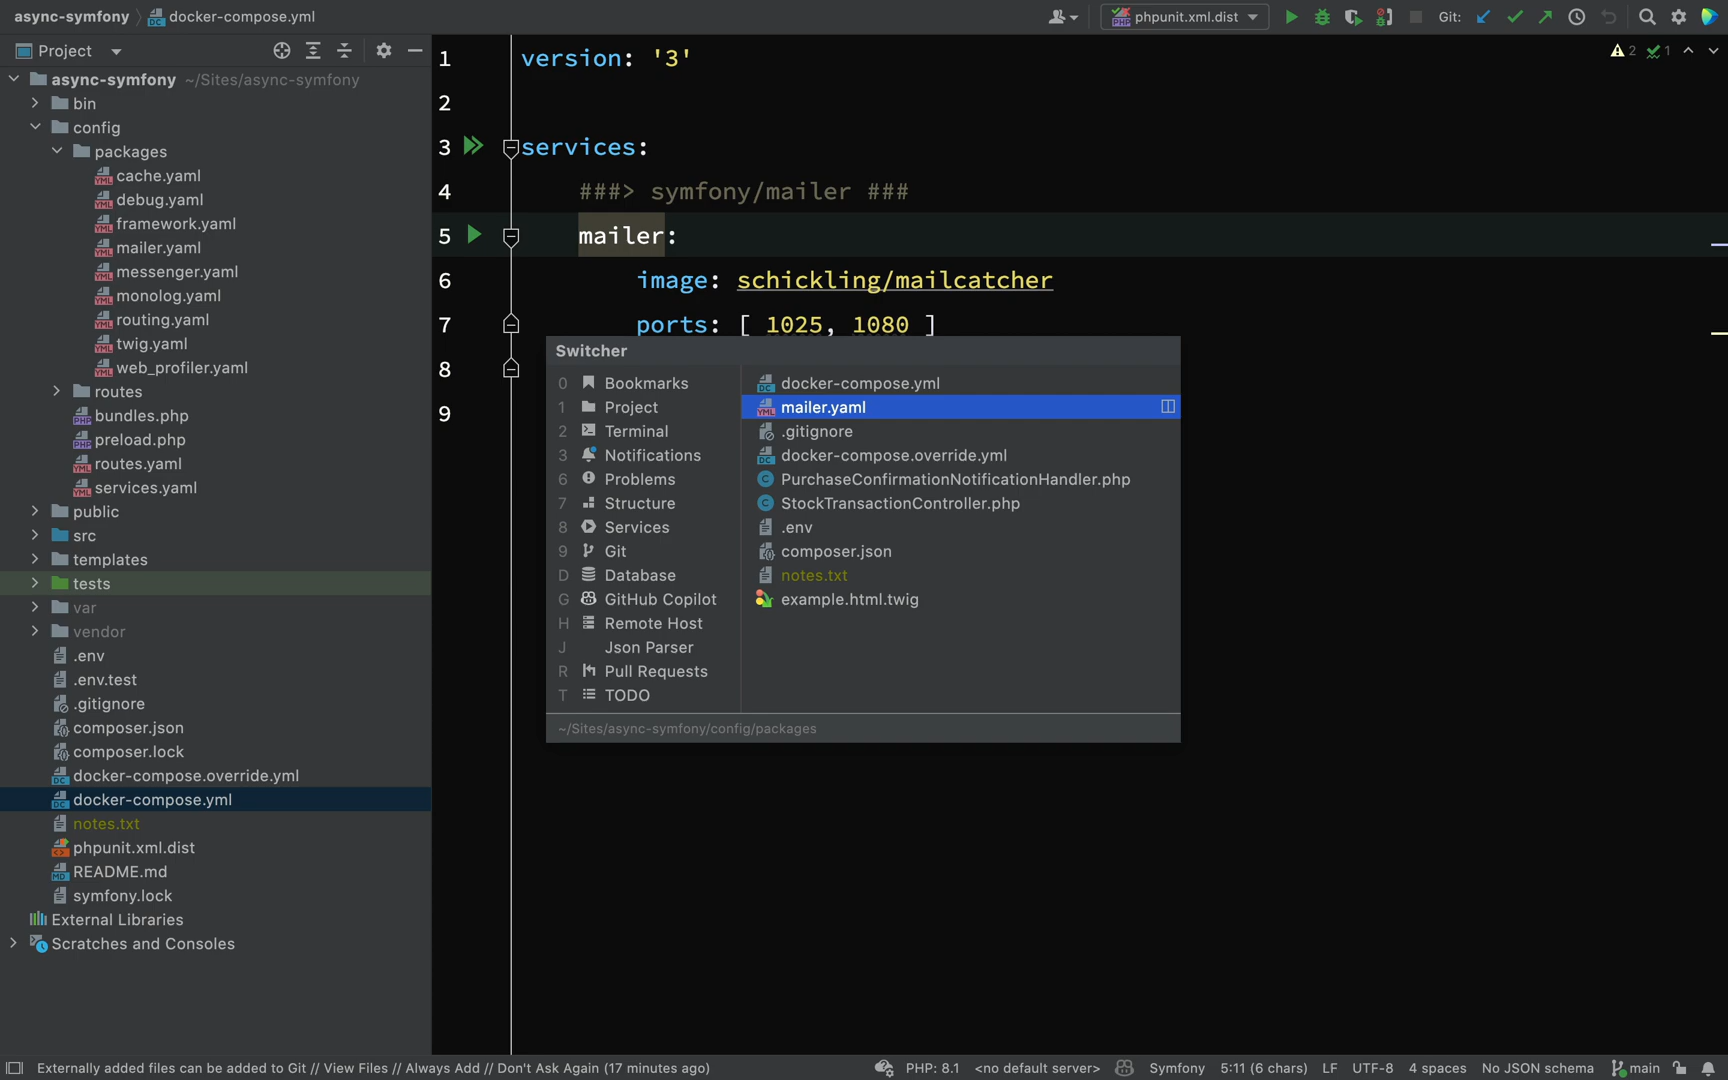 async-symfony docker-compose.yml
phpunit.xml.dist Git:
Project
async-symfony ~/Sites/async-symfony
bin
config
packages
cache.yaml
debug.yaml
framework.yaml
mailer.yaml
messenger.yaml
monolog.yaml
routing.yaml
twig.yaml
web_profiler.yaml
routes
bundles.php
preload.php
routes.yaml
services.yaml
public
src
templates
tests
var
vendor
.env
.env.test
.gitignore
composer.json
composer.lock
docker-compose.override.yml
docker-compose.yml
notes.txt
phpunit.xml.dist
README.md
symfony.lock
External Libraries
Scratches and Consoles
1 version: '3'
2
3 services:
4 ###> symfony/mailer ###
5 mailer:
6 image: schickling/mailcatcher
7 ports: [ 1025, 1080 ]
8
9
2 1
Switcher
0 Bookmarks
1 Project
2 Terminal
3 Notifications
6 Problems
7 Structure
8 Services
9 Git
D Database
G GitHub Copilot
H Remote Host
J Json Parser
R Pull Requests
T TODO
docker-compose.yml
mailer.yaml
.gitignore
docker-compose.override.yml
PurchaseConfirmationNotificationHandler.php
StockTransactionController.php
.env
composer.json
notes.txt
example.html.twig
~/Sites/async-symfony/config/packages
Externally added files can be added to Git // View Files // Always Add // Don't Ask Again (17 minutes ago) PHP: 8.1 <no default server> Symfony 5:11 (6 chars) LF UTF-8 4 spaces No JSON schema main